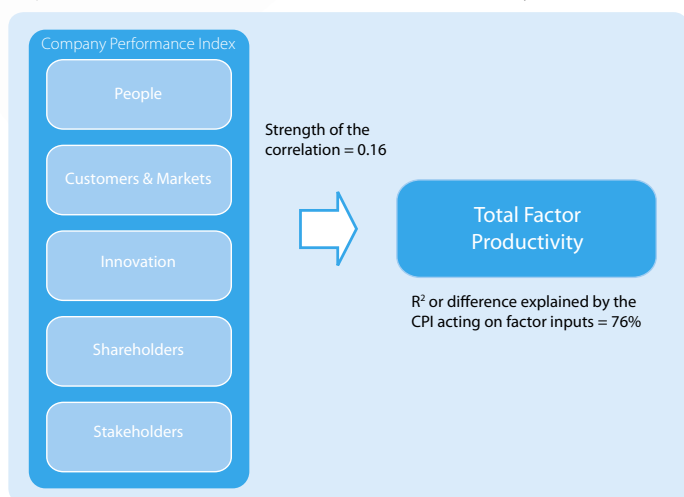 Company Performance Index
People
Customers & Markets
Innovation
Shareholders
Stakeholders
Strength of the
correlation = 0.16
Total Factor
Productivity
R² or difference explained by the
CPI acting on factor inputs = 76%